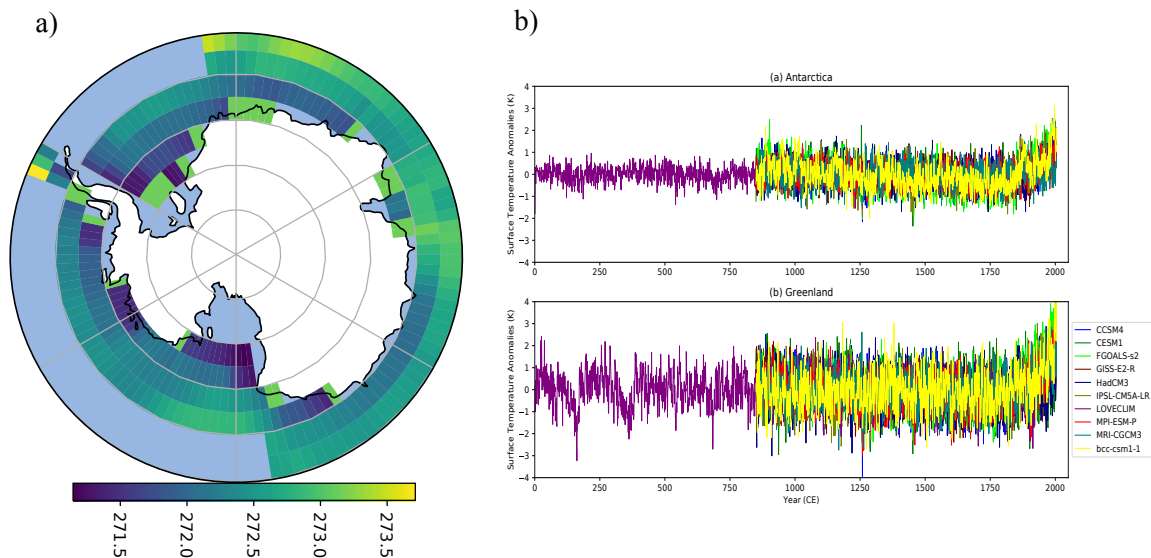 a)
271.5
272.0
272.5
273.0
273.5
b)
(a) Antarctica
Surface Temperature Anomalies (K)
4
3
2
1
0
−1
−2
−3
−4
0
250
500
750
1000
1250
1500
1750
2000
(b) Greenland
Surface Temperature Anomalies (K)
4
3
2
1
0
−1
−2
−3
−4
0
250
500
750
1000
1250
1500
1750
2000
Year (CE)
CCSM4
CESM1
FGOALS-s2
GISS-E2-R
HadCM3
IPSL-CM5A-LR
LOVECLIM
MPI-ESM-P
MRI-CGCM3
bcc-csm1-1